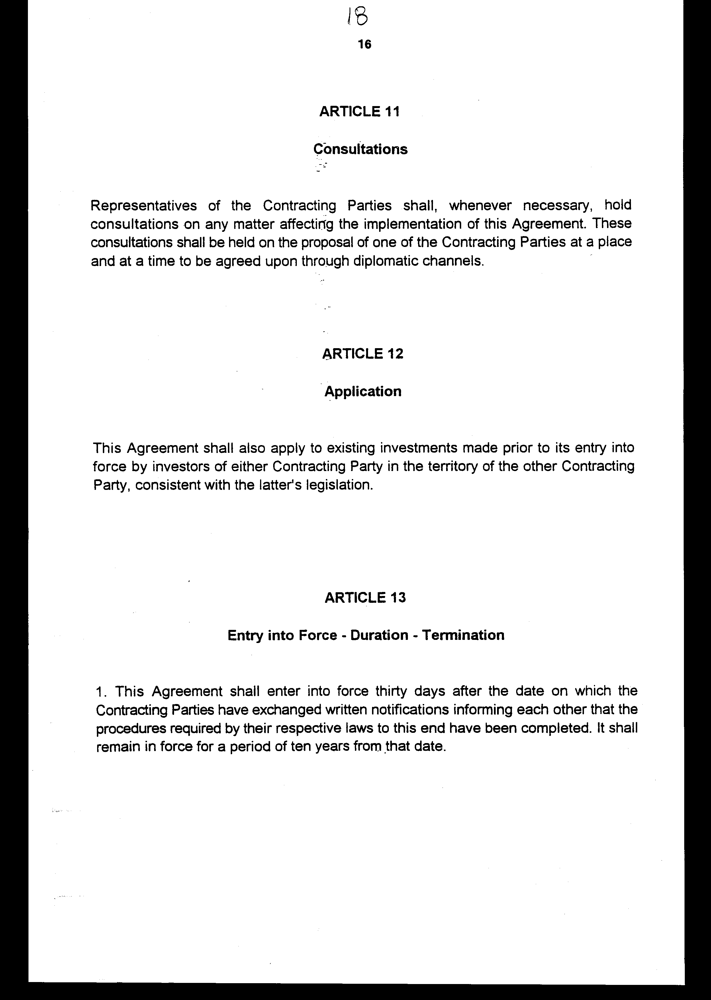 18
16
ARTICLE 11
Consultations
Representatives of the Contracting Parties shall, whenever necessary, hold
consultations on any matter affecting the implementation of this Agreement. These
consultations shall be held on the proposal of one of the Contracting Parties at a place
and at a time to be agreed upon through diplomatic channels.
ARTICLE 12
Application
This Agreement shall also apply to existing investments made prior to its entry into
force by investors of either Contracting Party in the territory of the other Contracting
Party, consistent with the latter's legislation.
ARTICLE 13
Entry into Force - Duration - Termination
1. This Agreement shall enter into force thirty days after the date on which the
Contracting Parties have exchanged written notifications informing each other that the
procedures required by their respective laws to this end have been completed. It shall
remain in force for a period of ten years from that date.